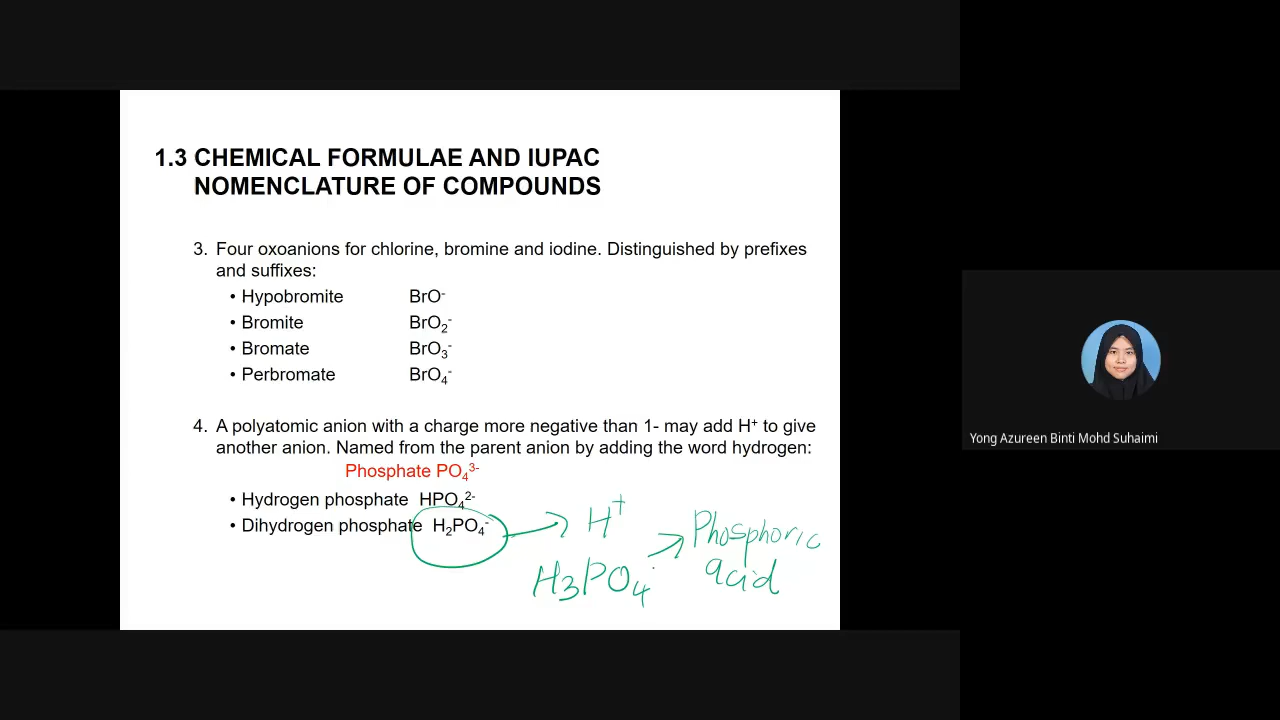 1.3 CHEMICAL FORMULAE AND IUPAC
NOMENCLATURE OF COMPOUNDS
3. Four oxoanions for chlorine, bromine and iodine. Distinguished by prefixes
and suffixes:
• Hypobromite BrO⁻
• Bromite BrO₂⁻
• Bromate BrO₃⁻
• Perbromate BrO₄⁻
4. A polyatomic anion with a charge more negative than 1- may add H⁺ to give
another anion. Named from the parent anion by adding the word hydrogen:
Phosphate PO₄³⁻
• Hydrogen phosphate HPO₄²⁻
• Dihydrogen phosphate H₂PO₄⁻
H⁺
H₃PO₄
Phosphoric
acid
Yong Azureen Binti Mohd Suhaimi